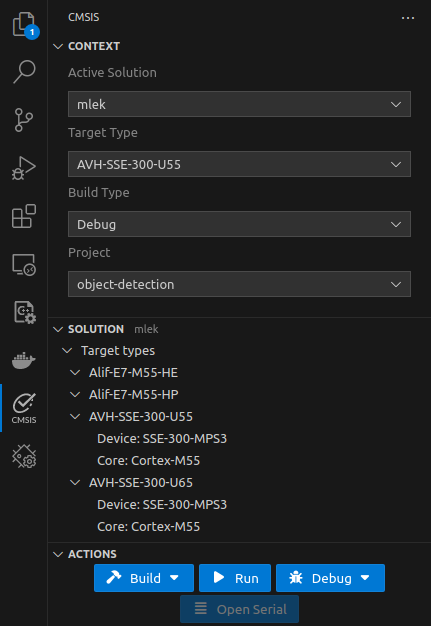 CMSIS
1
CONTEXT
Active Solution
mlek
Target Type
AVH-SSE-300-U55
Build Type
Debug
Project
object-detection
SOLUTION mlek
Target types
Alif-E7-M55-HE
Alif-E7-M55-HP
AVH-SSE-300-U55
Device: SSE-300-MPS3
Core: Cortex-M55
AVH-SSE-300-U65
Device: SSE-300-MPS3
Core: Cortex-M55
CMSIS
ACTIONS
Build Run Debug
Open Serial